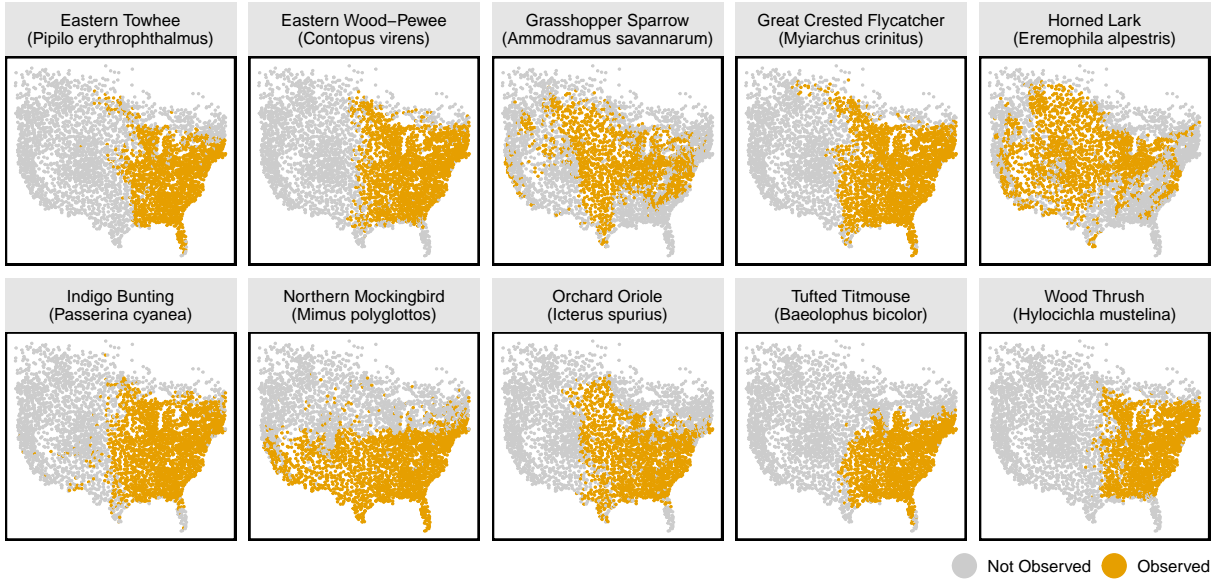 Eastern Towhee
(Pipilo erythrophthalmus)
Eastern Wood−Pewee
(Contopus virens)
Grasshopper Sparrow
(Ammodramus savannarum)
Great Crested Flycatcher
(Myiarchus crinitus)
Horned Lark
(Eremophila alpestris)
Indigo Bunting
(Passerina cyanea)
Northern Mockingbird
(Mimus polyglottos)
Orchard Oriole
(Icterus spurius)
Tufted Titmouse
(Baeolophus bicolor)
Wood Thrush
(Hylocichla mustelina)
Not Observed
Observed